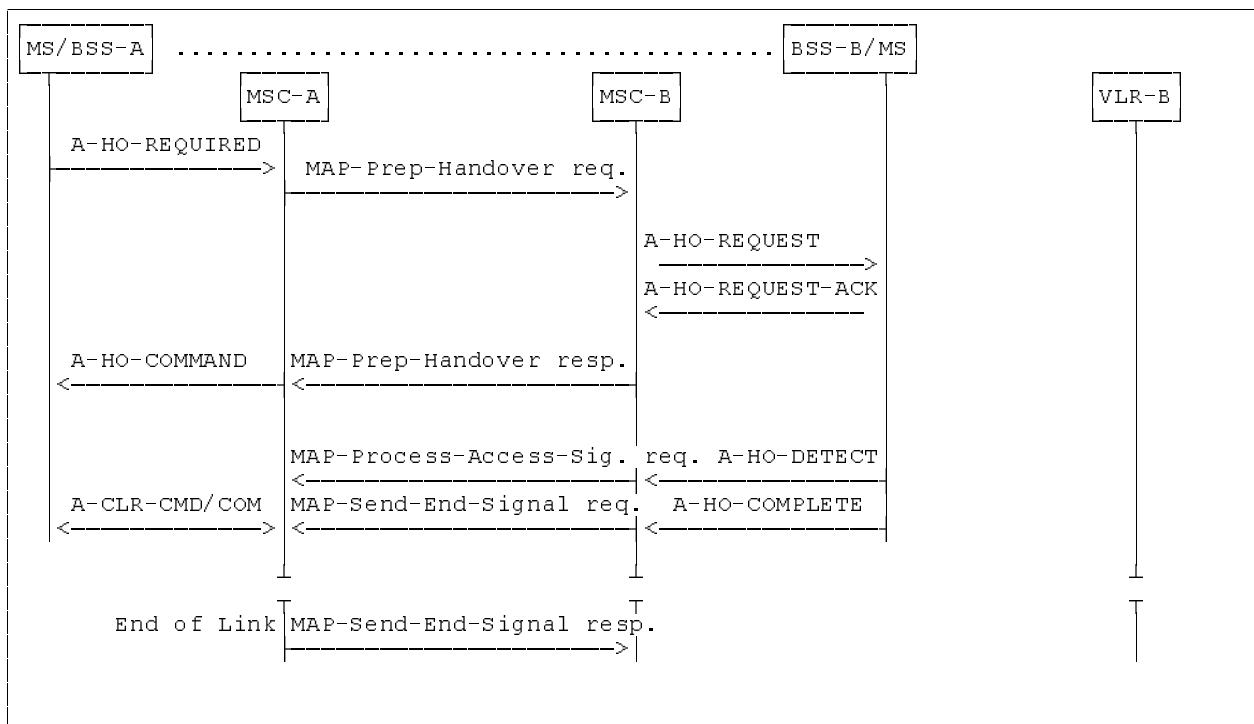 MS/BSS-A BSS-B/MS
MSC-A MSC-B VLR-B
A-HO-REQUIRED
MAP-Prep-Handover req.
A-HO-REQUEST
A-HO-REQUEST-ACK
A-HO-COMMAND MAP-Prep-Handover resp.
MAP-Process-Access-Sig. req. A-HO-DETECT
A-CLR-CMD/COM MAP-Send-End-Signal req. A-HO-COMPLETE
End of Link MAP-Send-End-Signal resp.